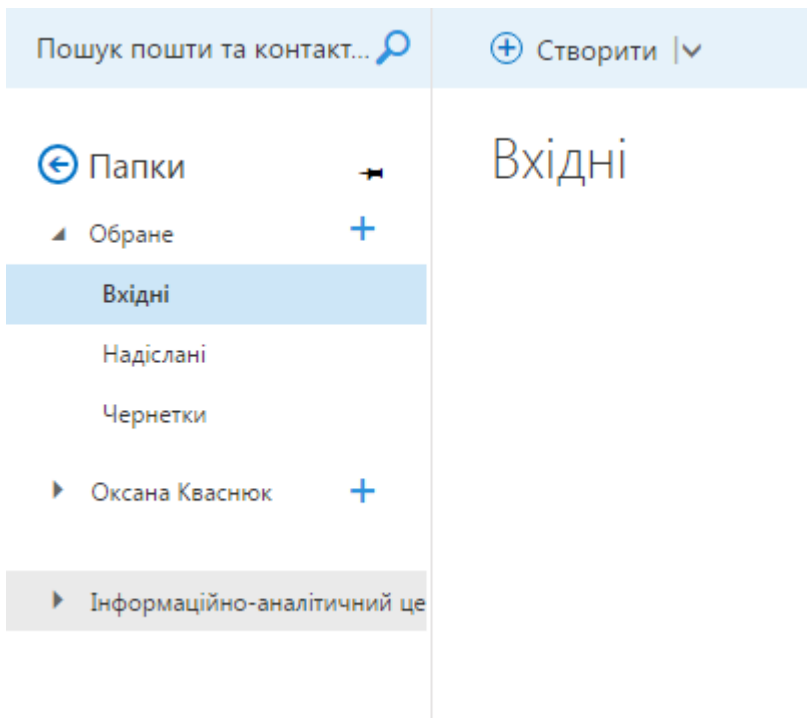 Пошук пошти та контакт...
Створити
Папки
Вхідні
Обране
Вхідні
Надіслані
Чернетки
Оксана Кваснюк
Інформаційно-аналітичний це